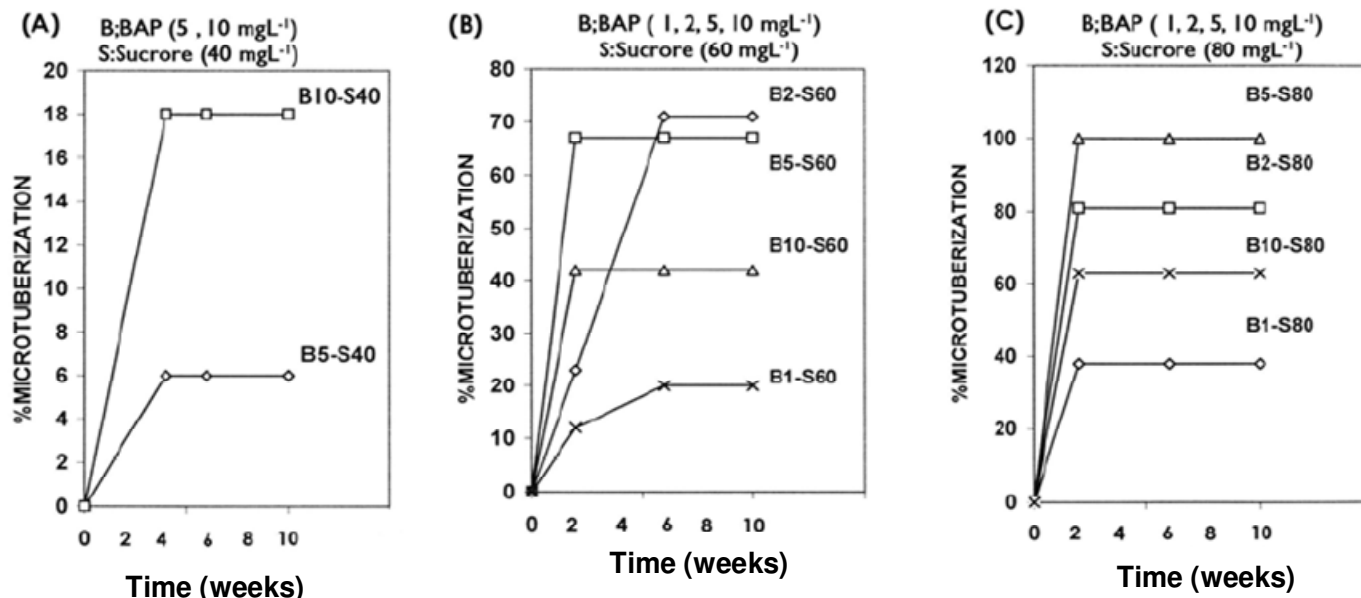 (A)
B;BAP (5 , 10 mgL⁻¹)
S:Sucrore (40 mgL⁻¹)
20
18
16
14
12
10
8
6
4
2
0
%MICROTUBERIZATION
B10-S40
B5-S40
0 2 4 6 8 10
Time (weeks)
(B)
B;BAP ( 1, 2, 5, 10 mgL⁻¹)
S:Sucrore (60 mgL⁻¹)
80
70
60
50
40
30
20
10
0
%MICROTUBERIZATION
B2-S60
B5-S60
B10-S60
B1-S60
0 2 4 6 8 10
Time (weeks)
(C)
B;BAP ( 1, 2, 5, 10 mgL⁻¹)
S:Sucrore (80 mgL⁻¹)
120
100
80
60
40
20
0
%MICROTUBERIZATION
B5-S80
B2-S80
B10-S80
B1-S80
0 2 4 6 8 10
Time (weeks)